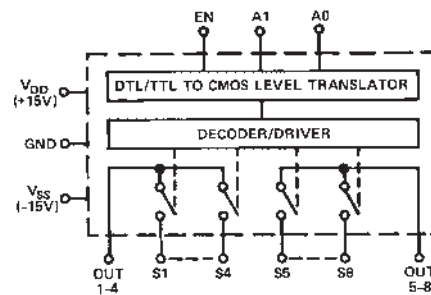 EN A1 A0
DTL/TTL TO CMOS LEVEL TRANSLATOR
VDD
(+15V)
DECODER/DRIVER
GND
VSS
(-15V)
OUT
1-4
S1
S4
S5
S8
OUT
5-8